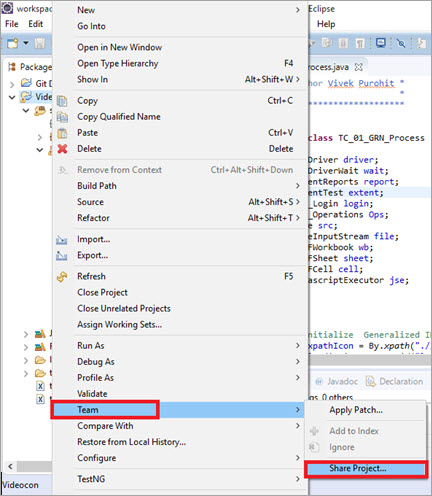 workspac
Eclipse
File
Edit
Package
rocess.java
New
Go Into
Open in New Window
Open Type Hierarchy F4
Show In Alt+Shift+W
Copy Ctrl+C
Copy Qualified Name
Paste Ctrl+V
Delete Delete
Remove from Context Ctrl+Alt+Shift+Down
Build Path
Source Alt+Shift+S
Refactor Alt+Shift+T
Import...
Export...
Refresh F5
Close Project
Close Unrelated Projects
Assign Working Sets...
Run As
Debug As
Profile As
Validate
Team
Compare With
Restore from Local History...
Configure
TestNG
Git D
Vide
hor Vivek Purohit *
*
*******************
class TC_01_GRN_Process
Driver driver;
DriverWait wait;
entReports report;
entTest extent;
_Login login;
_Operations Ops;
e src;
eInputStream file;
FWorkbook wb;
FSheet sheet;
FCell cell;
ascriptExecutor jse;
nitialize Generalized I
xpathIcon = By.xpath("./
Javadoc Declaration
gs, 0 others
Apply Patch...
Add to Index
Ignore
Share Project...
Videocon